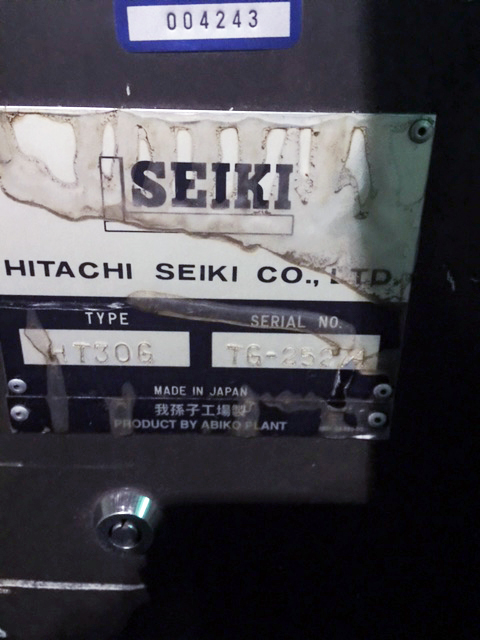 004243
SEIKI
HITACHI SEIKI CO., LTD.
TYPE SERIAL NO.
HT30G
MADE IN JAPAN
我孫子工場製
PRODUCT BY ABIKO PLANT